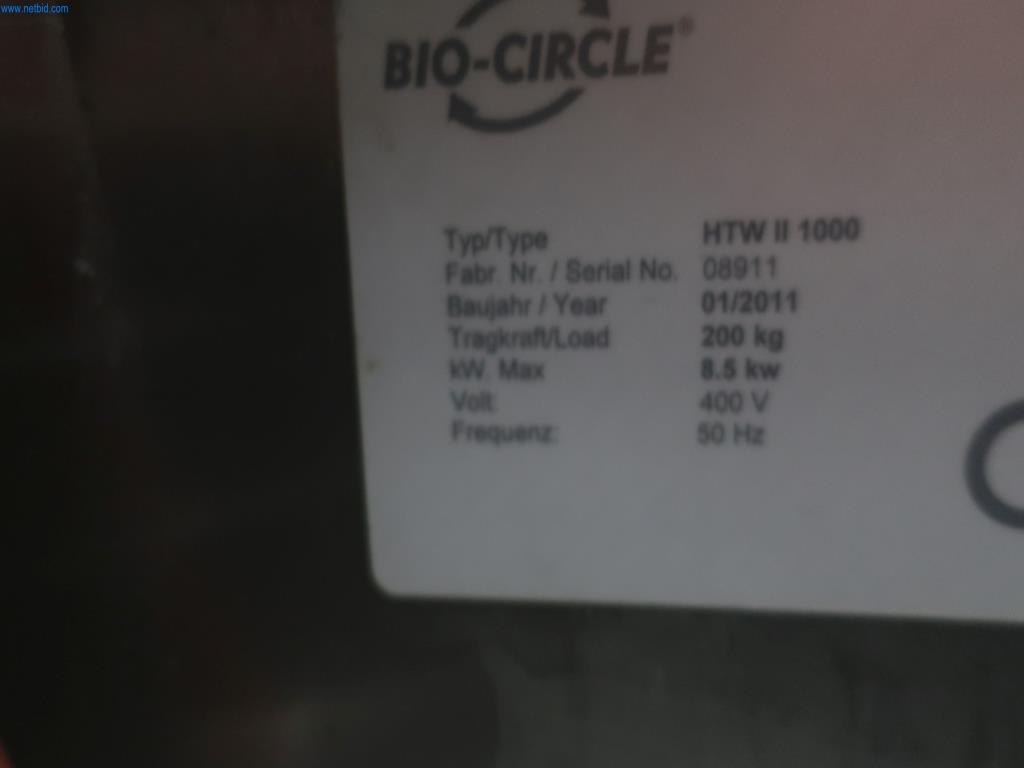 www.netbid.com
BIO-CIRCLE®
Typ/Type HTW II 1000
Fabr. Nr. / Serial No. 08911
Baujahr / Year 01/2011
Tragkraft/Load 200 kg
kW. Max 8.5 kw
Volt: 400 V
Frequenz: 50 Hz